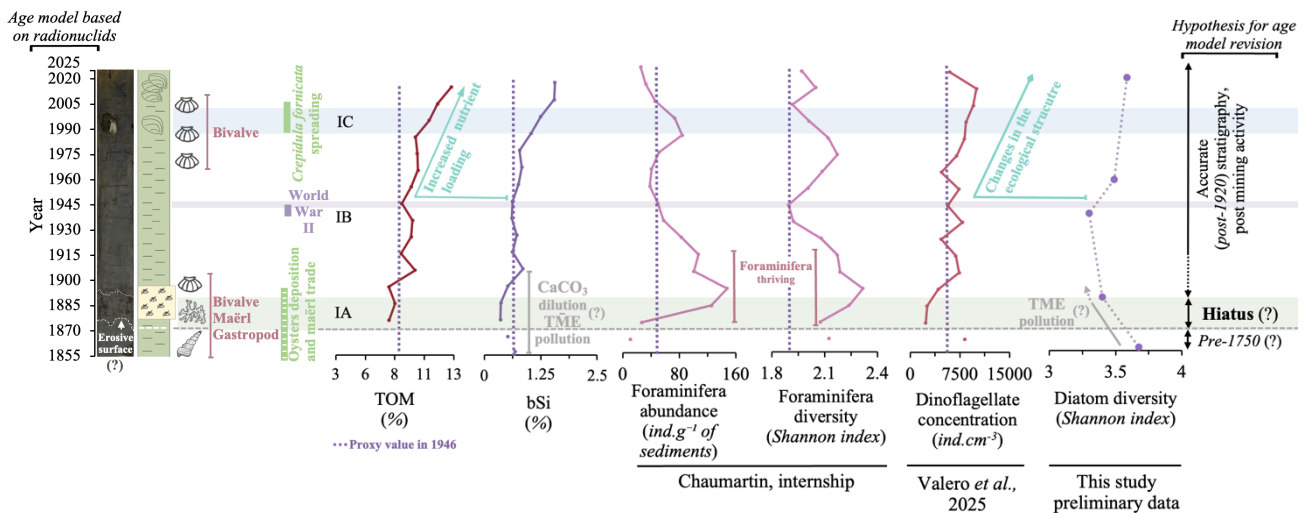 Age model based
on radionuclids
Hypothesis for age
model revision
Year
2025
2020
2005
1990
1975
1960
1945
1930
1915
1900
1885
1870
1855
Erosive
surface
(?)
Bivalve
Bivalve
Maërl
Gastropod
Crepidula fornicata
spreading
World
War
II
Oysters deposition
and maërl trade
IC
IB
IA
Increased nutrient
loading
CaCO3
dilution
(?)
TME
pollution
Foraminifera
thriving
Changes in the
ecological strucutre
TME
pollution
(?)
Accurate
(post-1920) stratigraphy,
post mining activity
Hiatus (?)
Pre-1750 (?)
3 8 11 13
TOM
(%)
Proxy value in 1946
0 1.25 2.5
bSi
(%)
0 160
Foraminifera
abundance
(ind.g⁻¹ of
sediments)
1.8 2.1 2.4
Foraminifera
diversity
(Shannon index)
0 7500 15000
Dinoflagellate
concentration
(ind.cm⁻³)
3 3.5 4
Diatom diversity
(Shannon index)
Chaumartin, internship
Valero et al.,
2025
This study
preliminary data